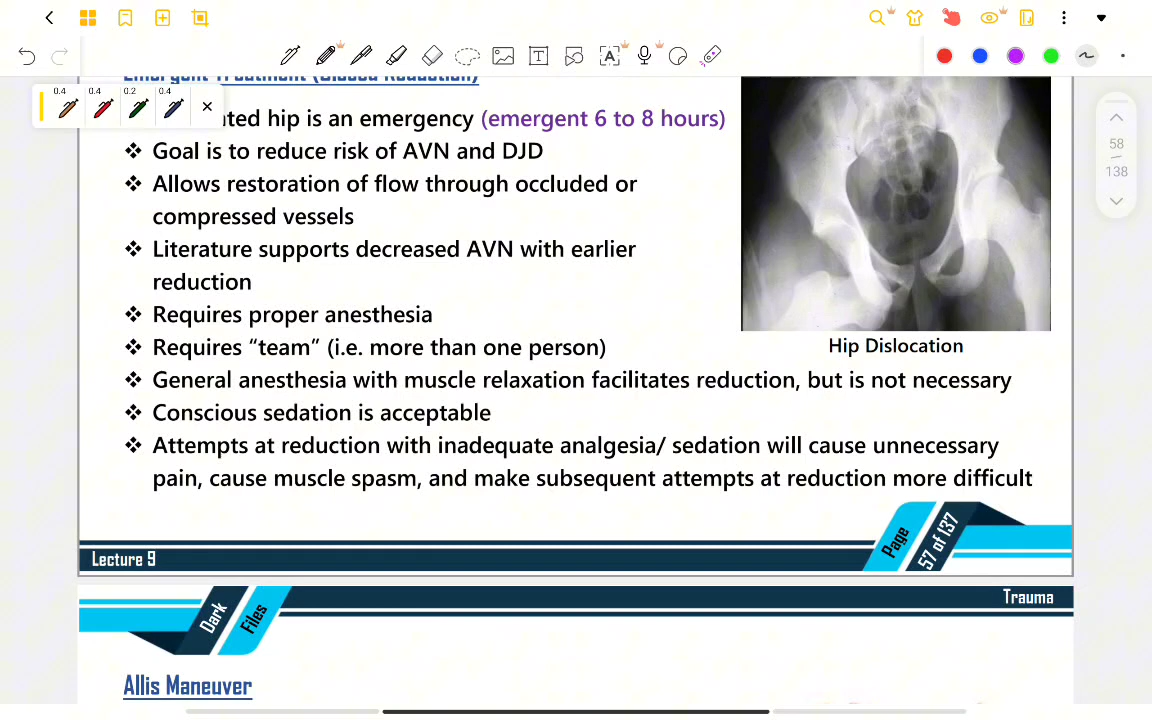 58
138
0.4
0.4
0.2
0.4
Emergent Treatment (Closed Reduction)
hip is an emergency (emergent 6 to 8 hours)
❖ Goal is to reduce risk of AVN and DJD
❖ Allows restoration of flow through occluded or
compressed vessels
❖ Literature supports decreased AVN with earlier
reduction
❖ Requires proper anesthesia
❖ Requires “team” (i.e. more than one person)
Hip Dislocation
❖ General anesthesia with muscle relaxation facilitates reduction, but is not necessary
❖ Conscious sedation is acceptable
❖ Attempts at reduction with inadequate analgesia/ sedation will cause unnecessary
pain, cause muscle spasm, and make subsequent attempts at reduction more difficult
Lecture 9
Page
57 of 137
Dark
Files
Trauma
Allis Maneuver